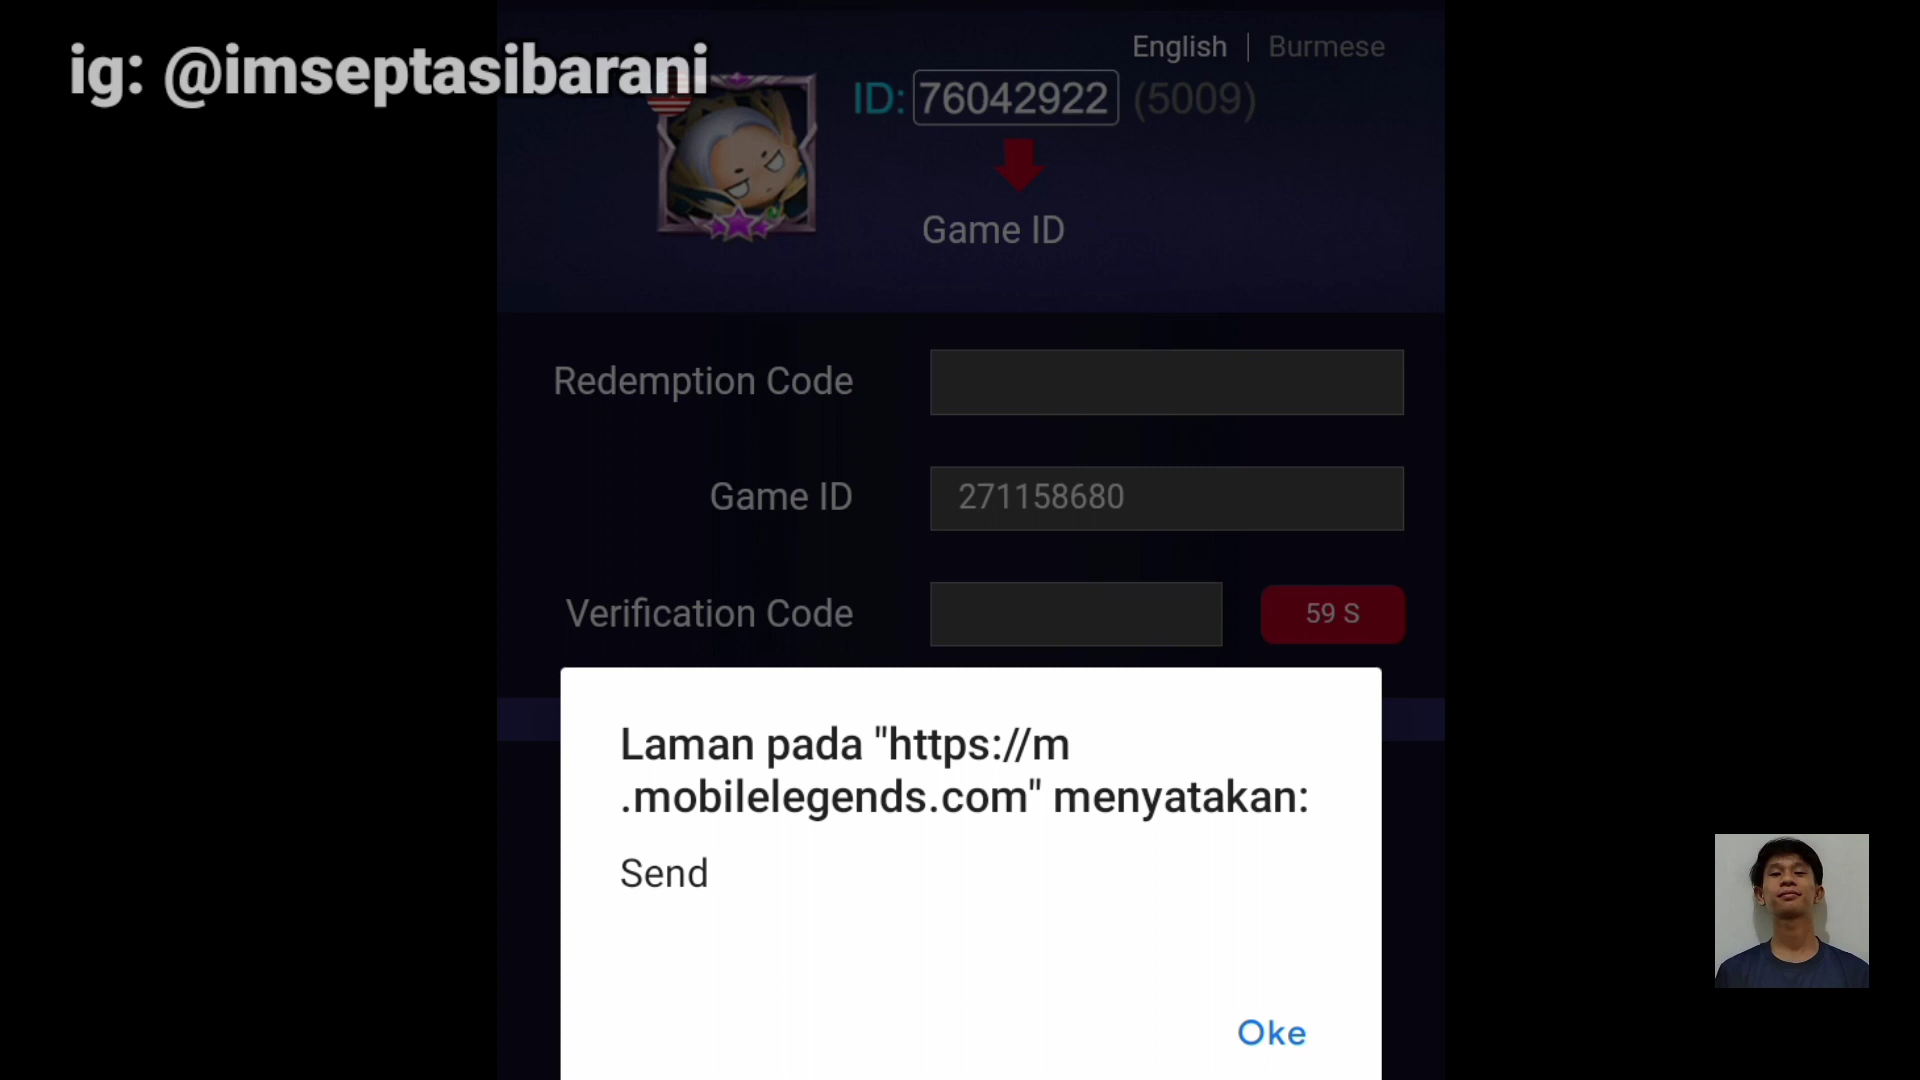 ig: @imseptasibarani
English | Burmese
ID: 76042922 (5009)
Game ID
Redemption Code
Game ID 271158680
Verification Code 59 S
Laman pada "https://m
.mobilelegends.com" menyatakan:
Send
Oke